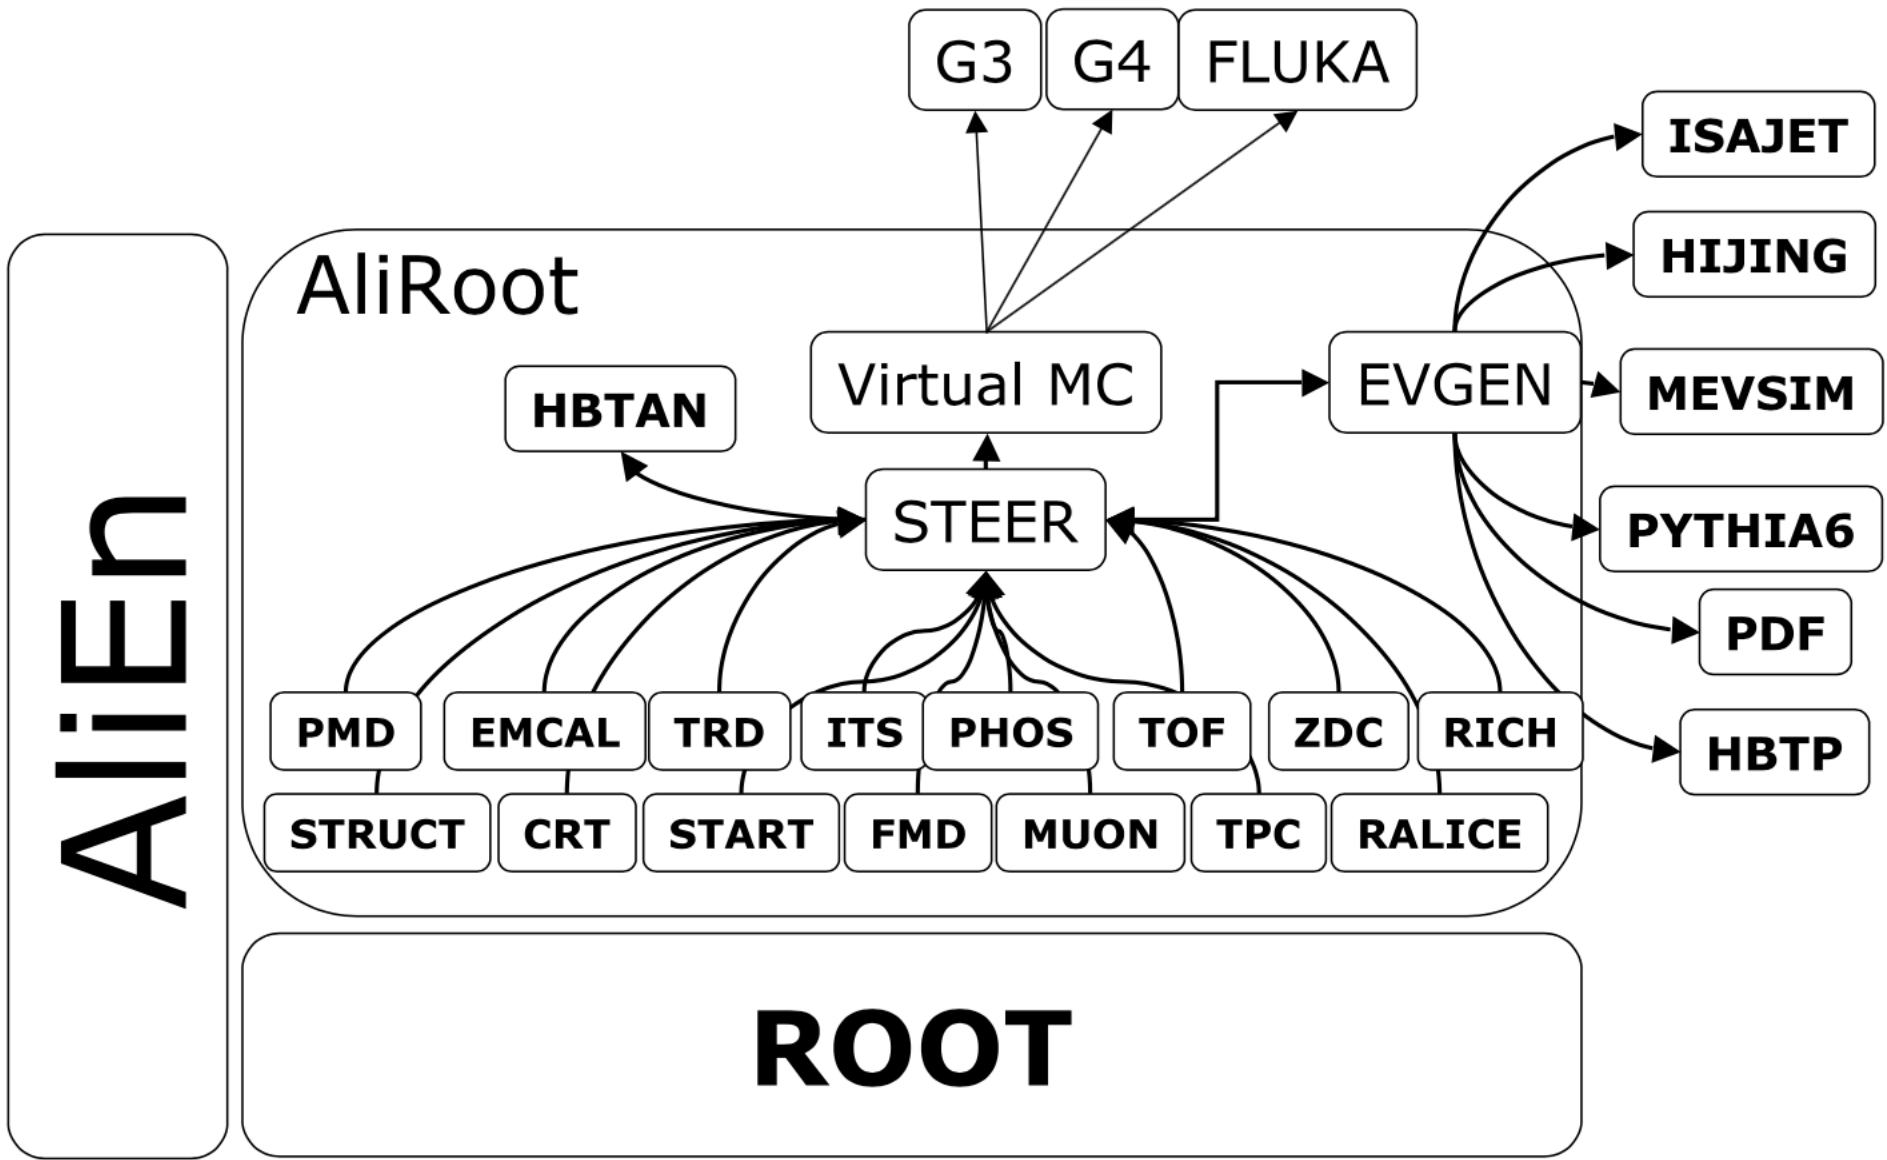 G3
G4
FLUKA
ISAJET
HIJING
AliRoot
Virtual MC
EVGEN
MEVSIM
HBTAN
STEER
PYTHIA6
PDF
PMD
EMCAL
TRD
ITS
PHOS
TOF
ZDC
RICH
HBTP
STRUCT
CRT
START
FMD
MUON
TPC
RALICE
AliEn
ROOT